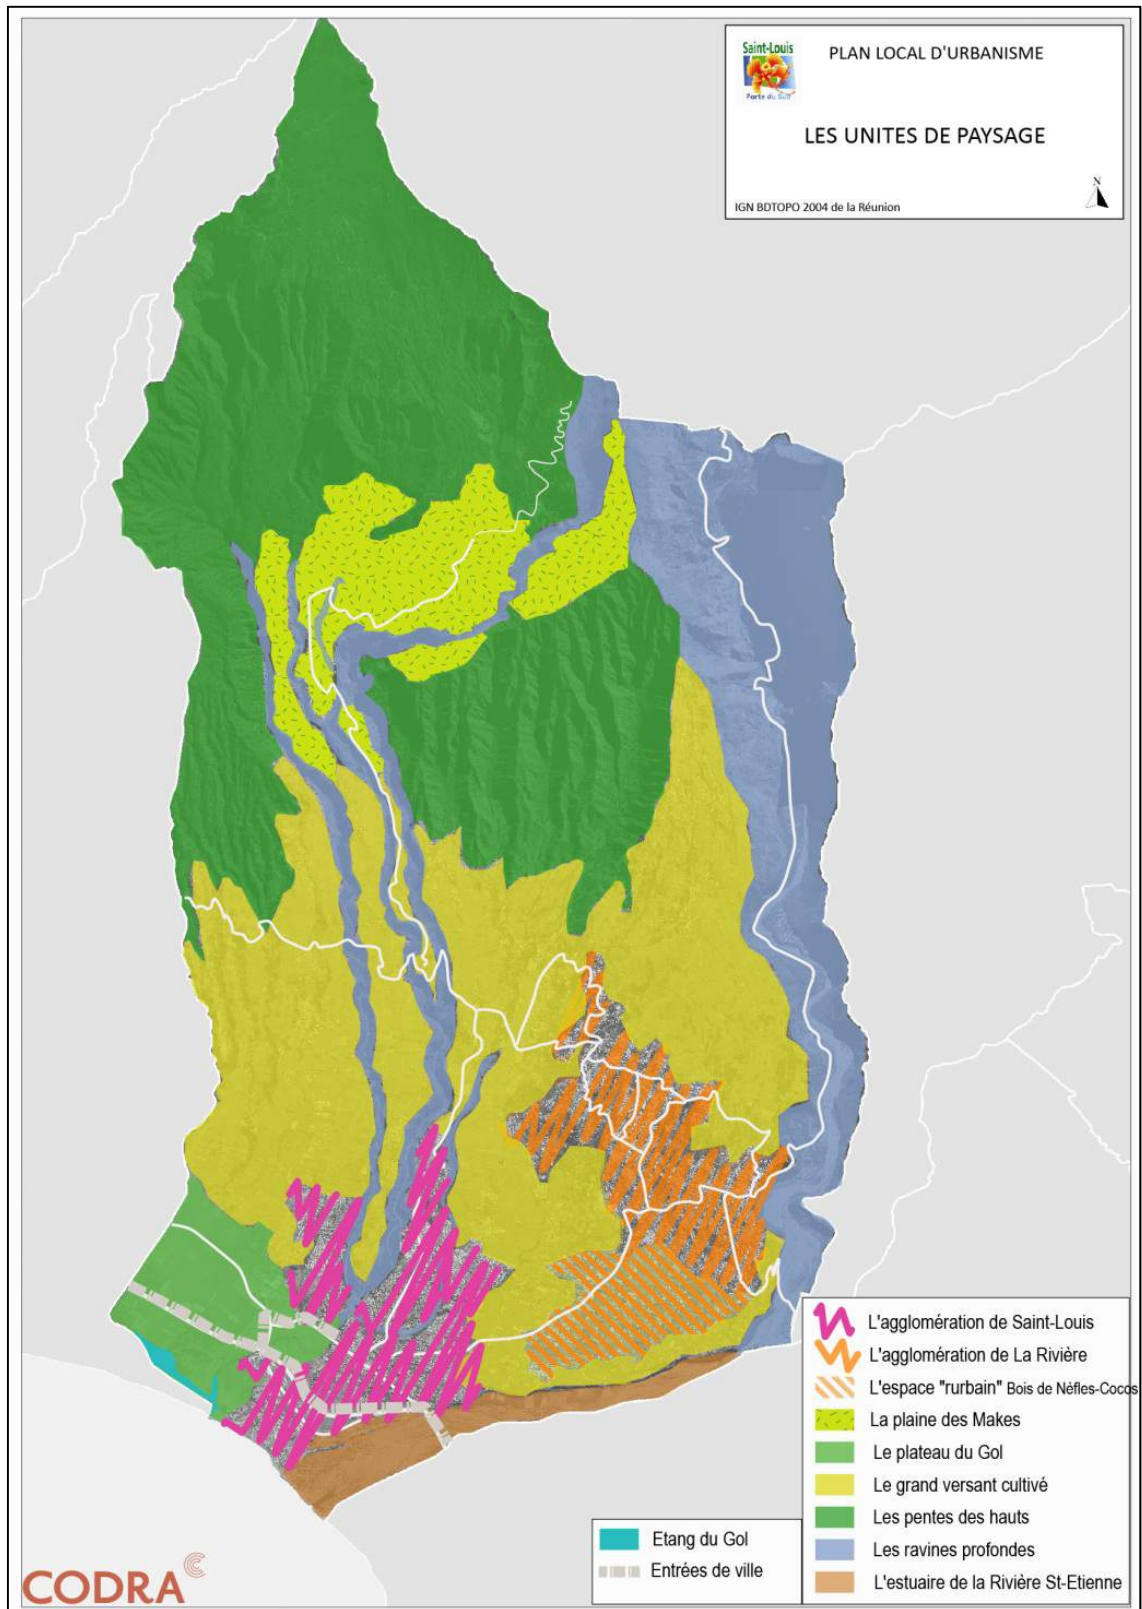 Saint-Louis
Porte du Sud
PLAN LOCAL D'URBANISME
LES UNITES DE PAYSAGE
N
IGN BDTOPO 2004 de la Réunion
L'agglomération de Saint-Louis
L'agglomération de La Rivière
L'espace "rurbain" Bois de Nèfles-Cocos
La plaine des Makes
Le plateau du Gol
Le grand versant cultivé
Les pentes des hauts
Les ravines profondes
L'estuaire de la Rivière St-Etienne
Etang du Gol
Entrées de ville
CODRA